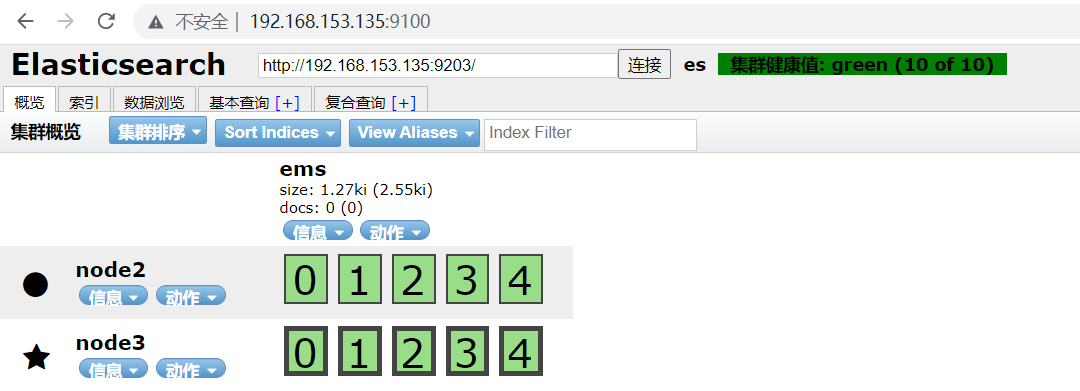 不安全 | 192.168.153.135:9100
Elasticsearch http://192.168.153.135:9203/ 连接 es 集群健康值: green (10 of 10)
概览 索引 数据浏览 基本查询 [+] 复合查询 [+]
集群概览 集群排序 Sort Indices View Aliases Index Filter
ems
size: 1.27ki (2.55ki)
docs: 0 (0)
信息 动作
node2 0 1 2 3 4
信息 动作
node3 0 1 2 3 4
信息 动作